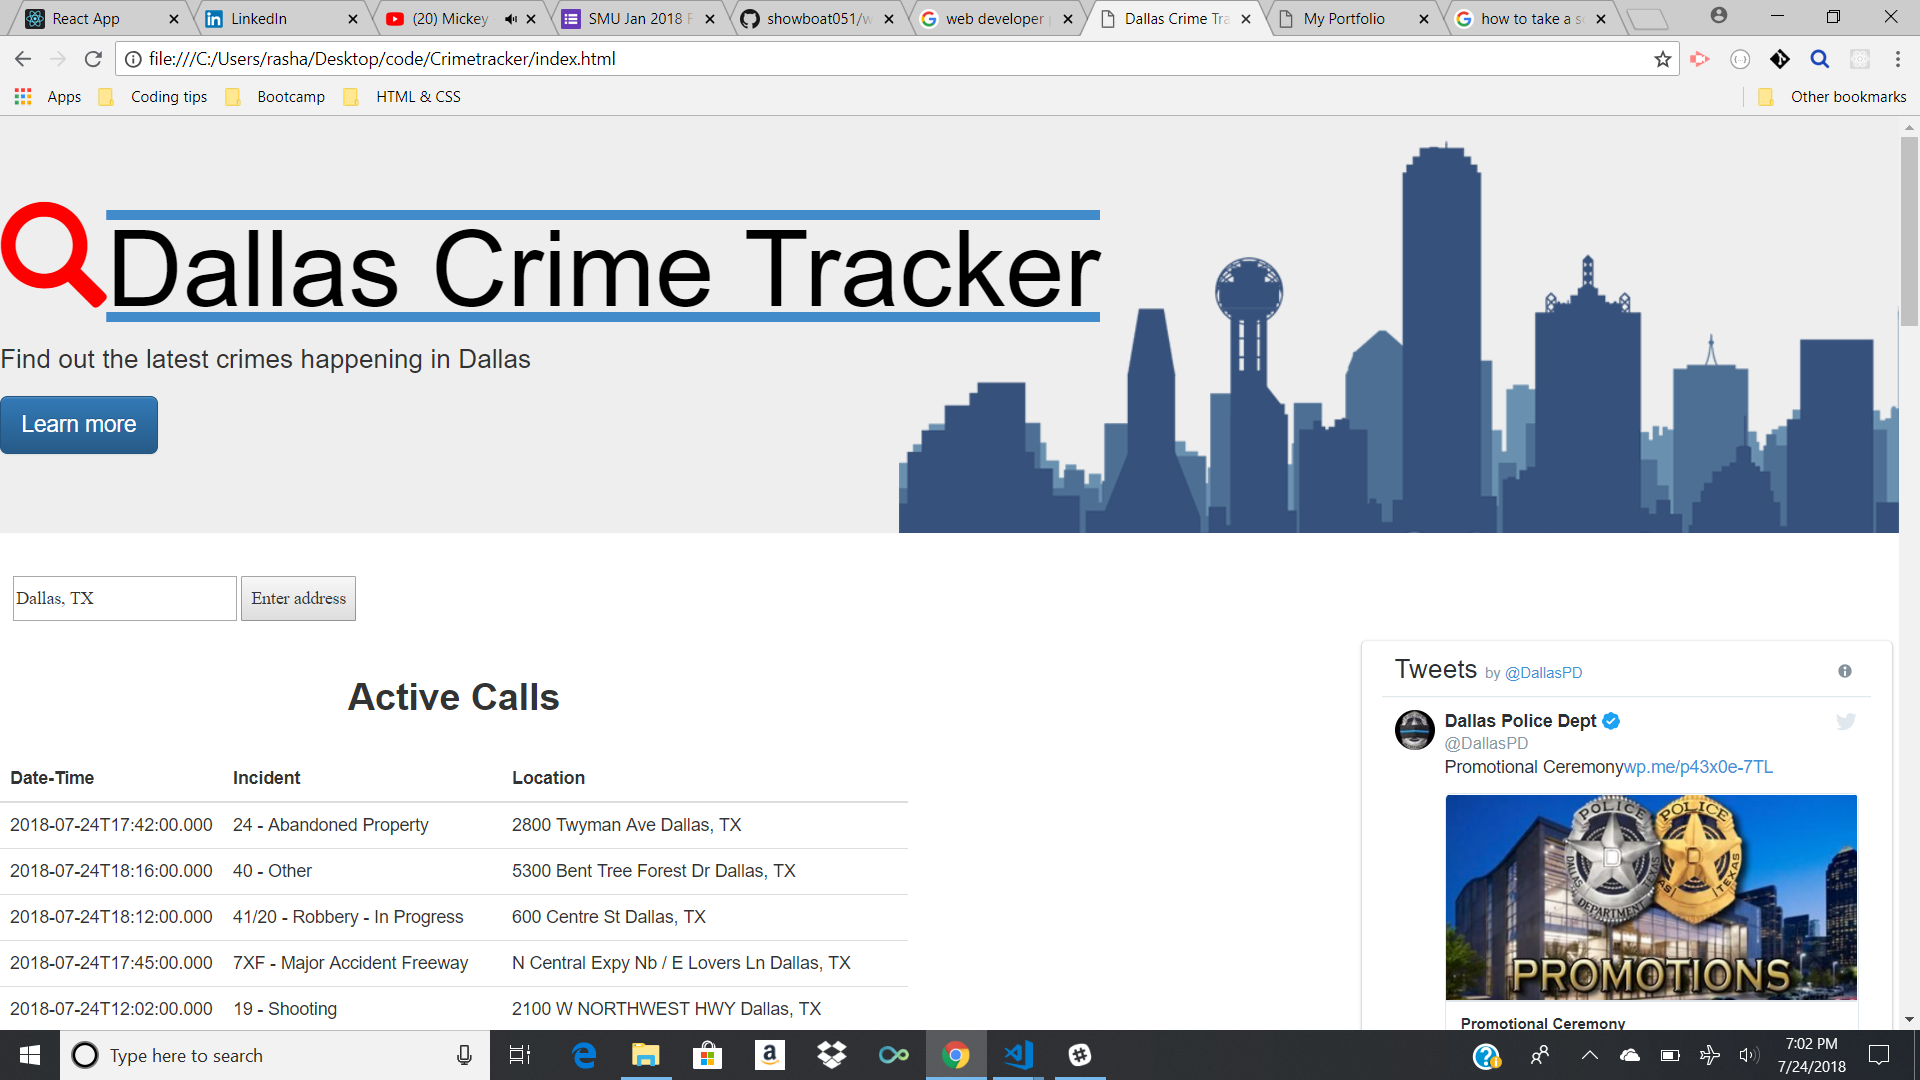 React App
LinkedIn
(20) Mickey
SMU Jan 2018 F
showboat051/w
web developer
Dallas Crime Tra
My Portfolio
how to take a s
file:///C:/Users/rasha/Desktop/code/Crimetracker/index.html
Apps
Coding tips
Bootcamp
HTML & CSS
Other bookmarks
Dallas Crime Tracker
Find out the latest crimes happening in Dallas
Learn more
Dallas, TX
Enter address
Active Calls
Date-Time Incident Location
2018-07-24T17:42:00.000 24 - Abandoned Property 2800 Twyman Ave Dallas, TX
2018-07-24T18:16:00.000 40 - Other 5300 Bent Tree Forest Dr Dallas, TX
2018-07-24T18:12:00.000 41/20 - Robbery - In Progress 600 Centre St Dallas, TX
2018-07-24T17:45:00.000 7XF - Major Accident Freeway N Central Expy Nb / E Lovers Ln Dallas, TX
2018-07-24T12:02:00.000 19 - Shooting 2100 W NORTHWEST HWY Dallas, TX
Tweets by @DallasPD
Dallas Police Dept
@DallasPD
Promotional Ceremonywp.me/p43x0e-7TL
POLICE
POLICE
D
D
DALLAS
TEXAS
DEPARTMENT
PROMOTIONS
Promotional Ceremony
Type here to search
7:02 PM
7/24/2018